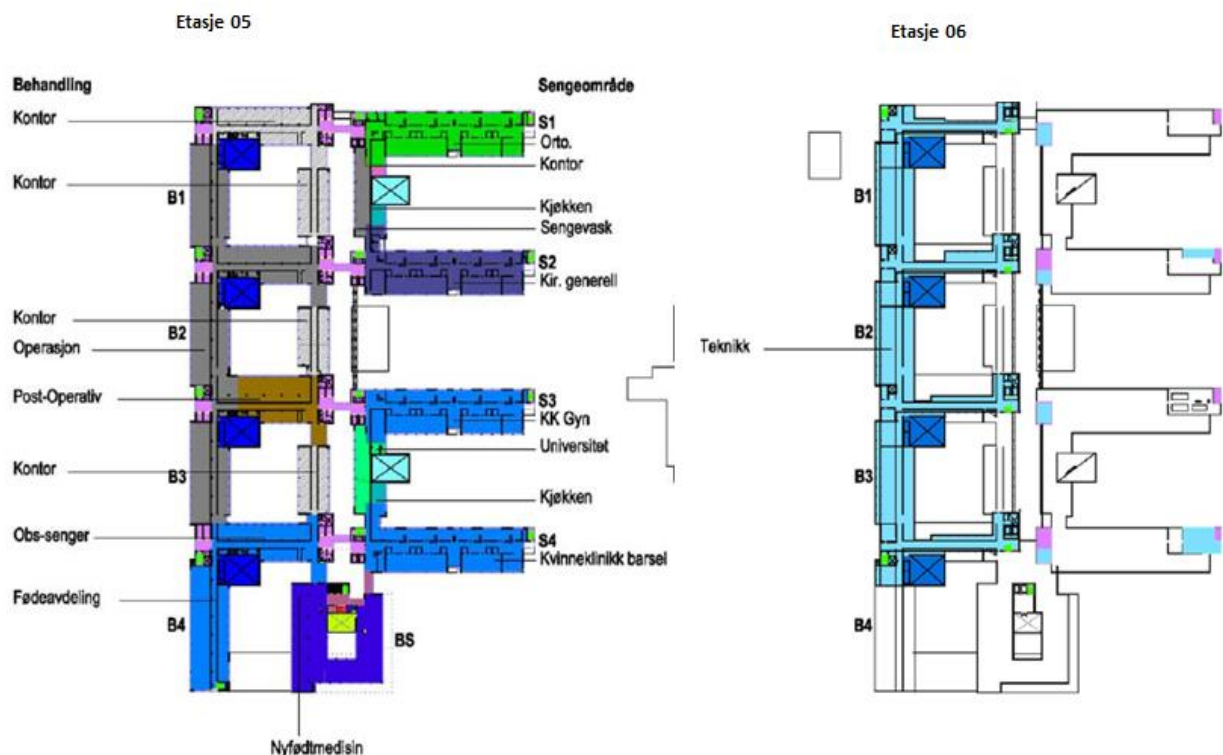 Etasje 05
Etasje 06
Behandling
Sengeområde
Kontor
S1
Orto.
Kontor
Kontor
B1
Kjøkken
Sengevask
S2
Kir. generell
Kontor
B2
Operasjon
Post-Operativ
S3
KK Gyn
Universitet
Kontor
B3
Kjøkken
Obs-senger
S4
Kvinneklinikk barsel
Fødeavdeling
B4
BS
Nyfødtmedisin
B1
B2
Teknikk
B3
B4